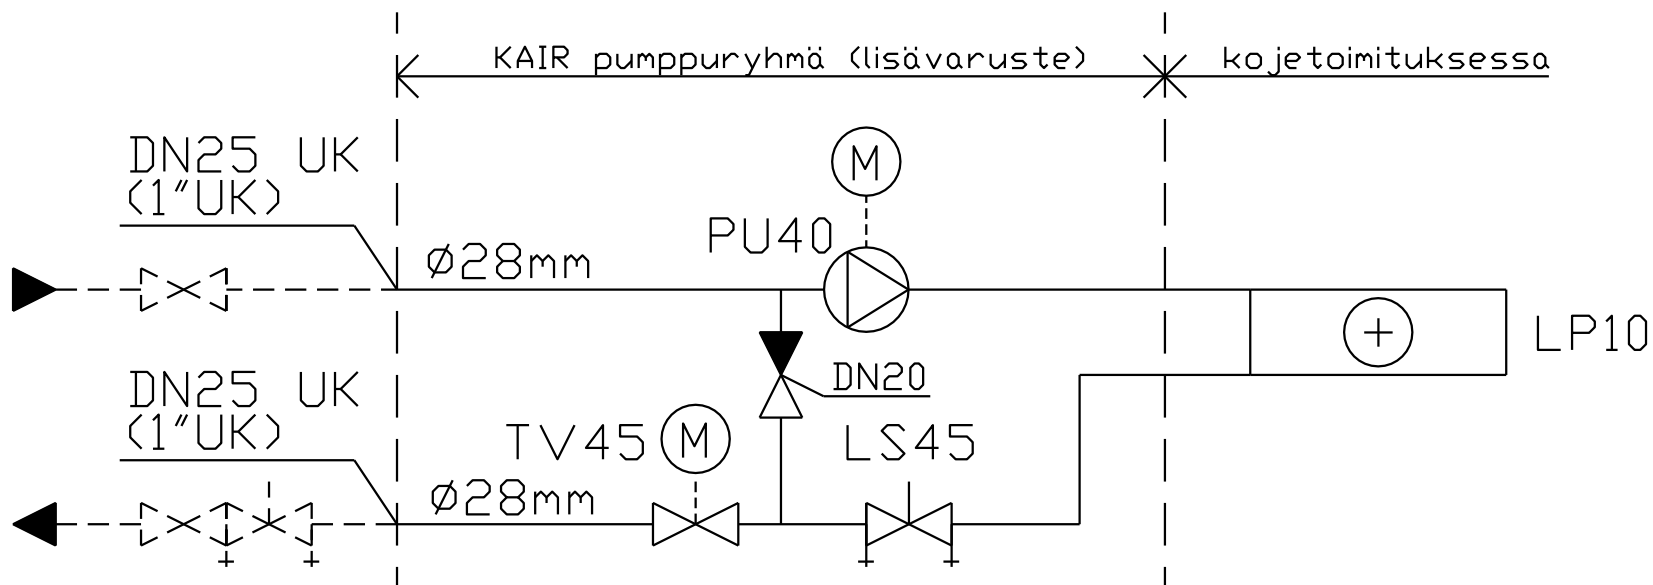 KAIR pumppuryhmä (lisävaruste)
kojetoimituksessa
DN25 UK
(1"UK)
M
PU40
Ø28mm
LP10
DN20
DN25 UK
(1"UK)
TV45
M
LS45
Ø28mm